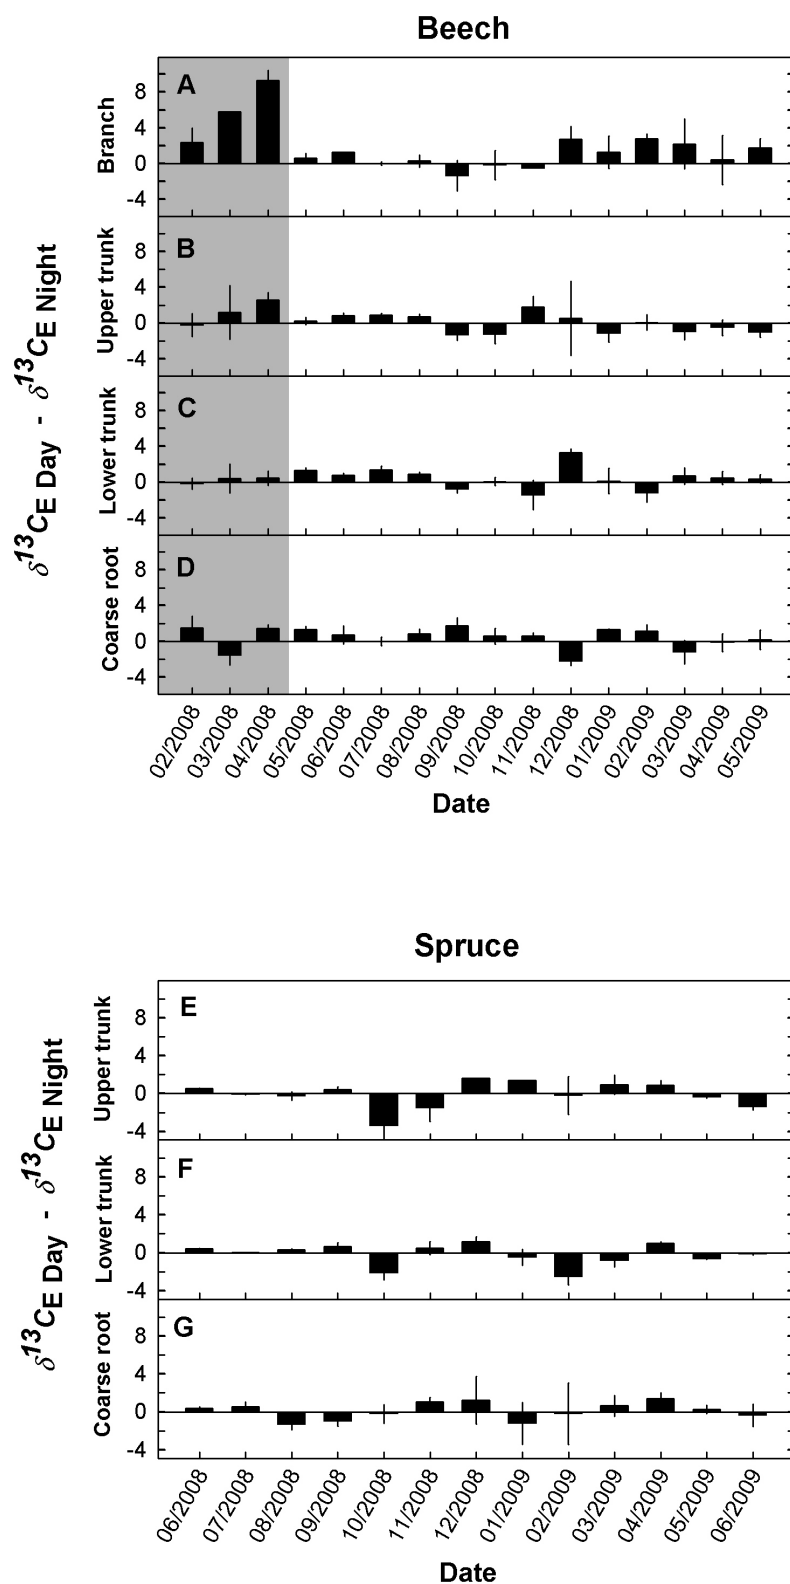 Beech
δ13CE Day - δ13CE Night
Branch
A
8
4
0
-4
Upper trunk
B
8
4
0
-4
Lower trunk
C
8
4
0
-4
Coarse root
D
8
4
0
-4
02/2008
03/2008
04/2008
05/2008
06/2008
07/2008
08/2008
09/2008
10/2008
11/2008
12/2008
01/2009
02/2009
03/2009
04/2009
05/2009
Date
Spruce
δ13CE Day - δ13CE Night
Upper trunk
E
8
4
0
-4
Lower trunk
F
8
4
0
-4
Coarse root
G
8
4
0
-4
06/2008
07/2008
08/2008
09/2008
10/2008
11/2008
12/2008
01/2009
02/2009
03/2009
04/2009
05/2009
06/2009
Date